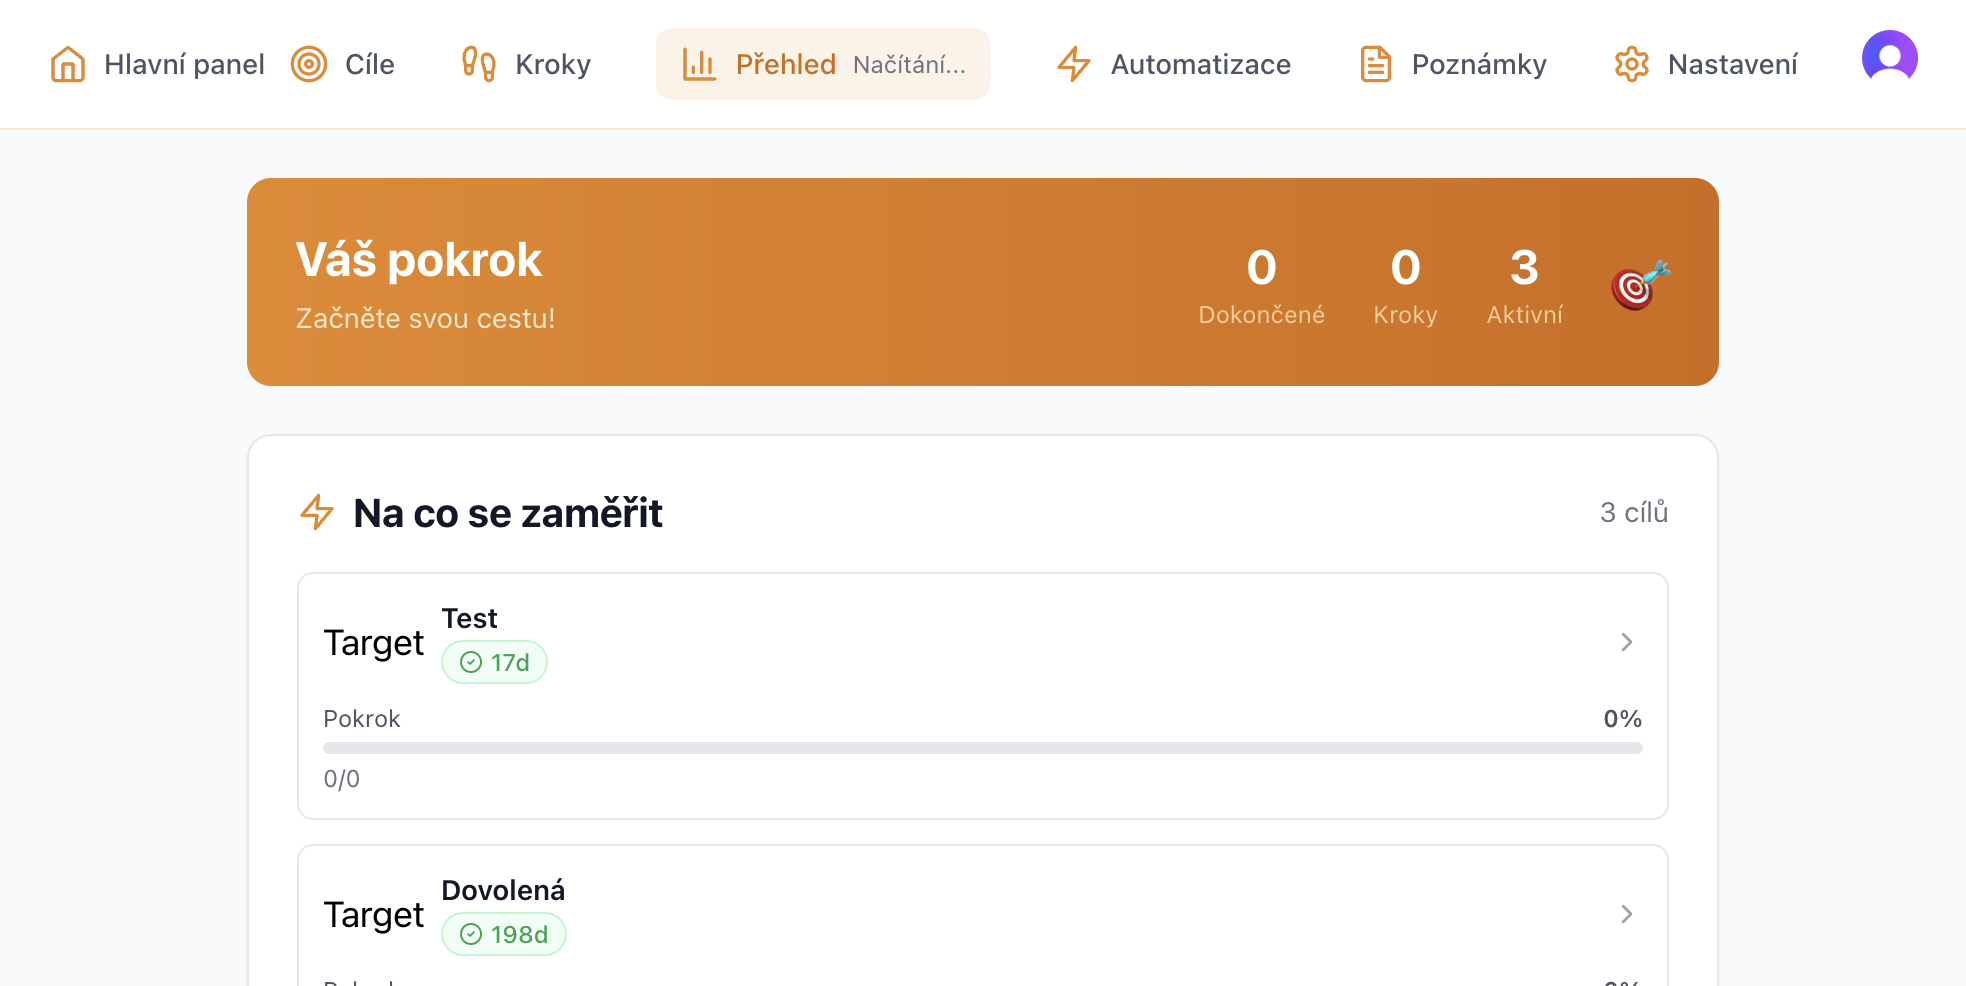 Hlavní panel Cíle Kroky Přehled Načítání... Automatizace Poznámky Nastavení
Váš pokrok
Začněte svou cestu!
0 0 3
Dokončené Kroky Aktivní
Na co se zaměřit
3 cílů
Target
Test
17d
Pokrok
0%
0/0
Target
Dovolená
198d